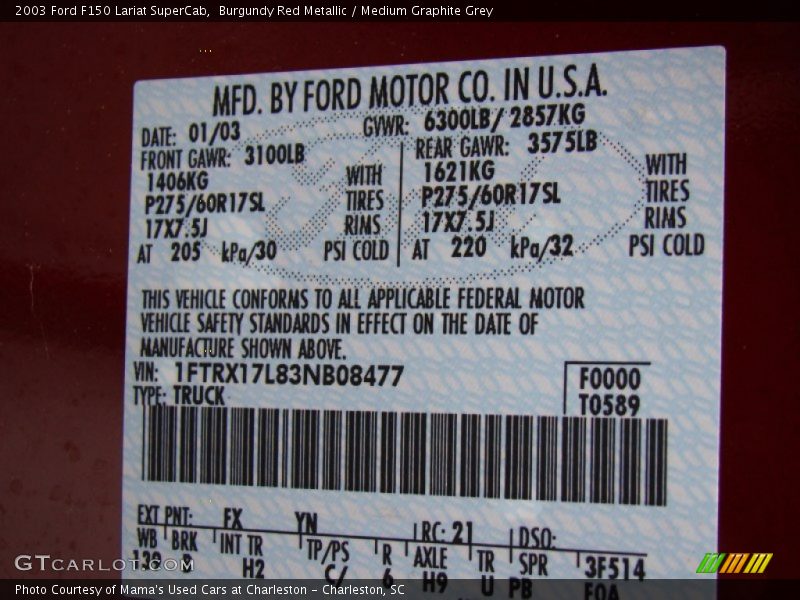 2003 Ford F150 Lariat SuperCab, Burgundy Red Metallic / Medium Graphite Grey
MFD. BY FORD MOTOR CO. IN U.S.A.
DATE: 01/03 GVWR: 6300LB/ 2857KG
FRONT GAWR: 3100LB REAR GAWR: 3575LB
1406KG WITH 1621KG WITH
P275/60R17SL TIRES P275/60R17SL TIRES
17X7.5J RIMS 17X7.5J RIMS
AT 205 kPa/30 PSI COLD AT 220 kPa/32 PSI COLD
THIS VEHICLE CONFORMS TO ALL APPLICABLE FEDERAL MOTOR
VEHICLE SAFETY STANDARDS IN EFFECT ON THE DATE OF
MANUFACTURE SHOWN ABOVE.
VIN: 1FTRX17L83NB08477 F0000
TYPE: TRUCK T0589
EXT PNT: FX YN RC: 21 DSO:
WB BRK INT TR TP/PS R AXLE TR SPR 3F514
H2 C/ 6 H9 U PB
GTCARLOT.COM
Photo Courtesy of Mama's Used Cars at Charleston - Charleston, SC